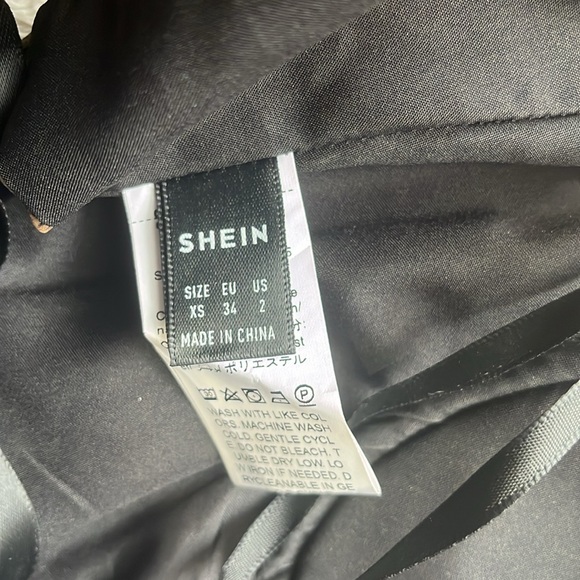 SHEIN
SIZE EU US
XS 34 2
MADE IN CHINA
ポリエステル
WASH WITH LIKE COL
ORS. MACHINE WASH
COLD. GENTLE CYCL
E. DO NOT BLEACH. T
UMBLE DRY LOW. LO
W IRON IF NEEDED. D
RYCLEANABLE IN GE